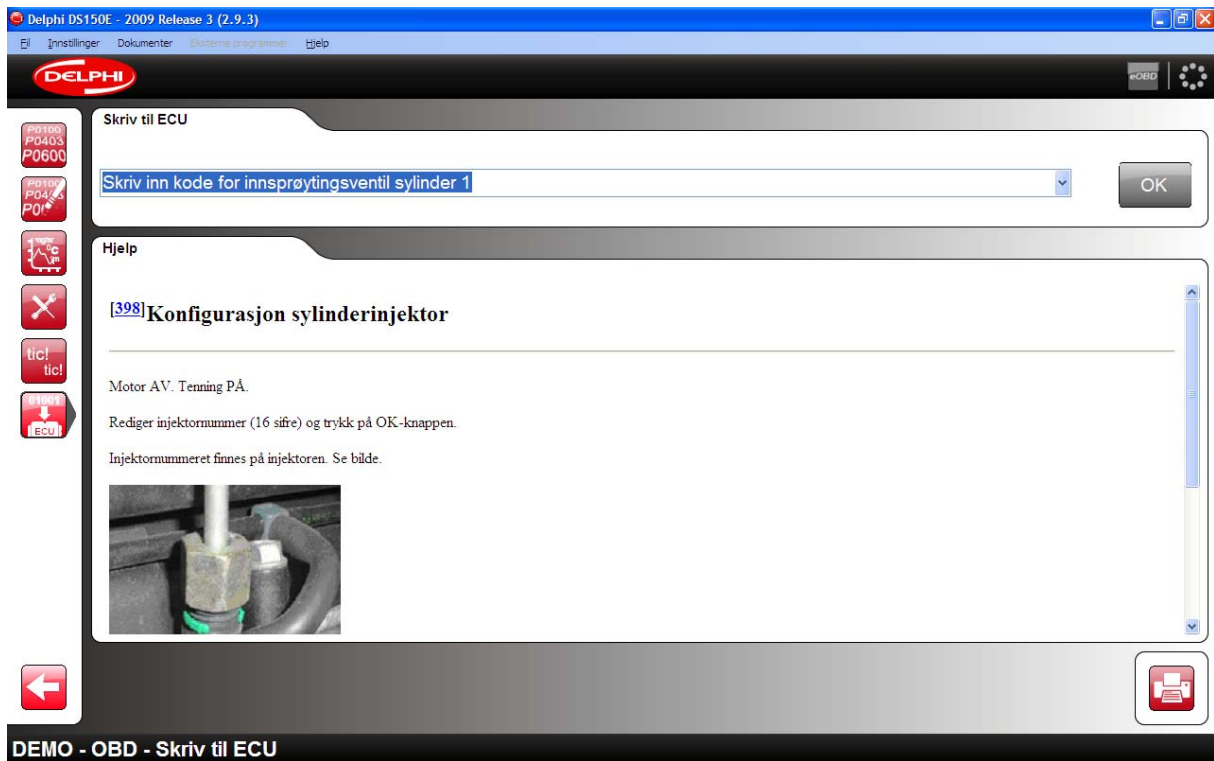 Delphi DS150E - 2009 Release 3 (2.9.3)
Fil Innstillinger Dokumenter Eksterne programmer Hjelp
DELPHI
eOBD
Skriv til ECU
P0100
P0403
P0600
Skriv inn kode for innsprøytingsventil sylinder 1
OK
P0100
Hjelp
[398]Konfigurasjon sylinderinjektor
tic!
tic!
Motor AV. Tenning PÅ.
01001
ECU
Rediger injektornummer (16 sifre) og trykk på OK-knappen.
Injektornummeret finnes på injektoren. Se bilde.
DEMO - OBD - Skriv til ECU